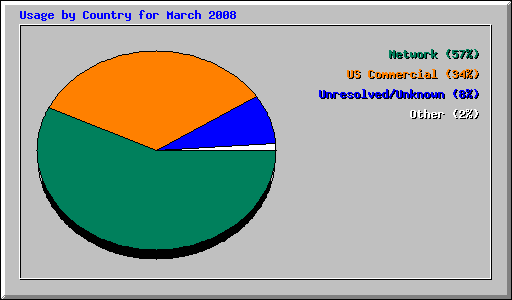 Usage by Country for March 2008
Network (57%)
US Commercial (34%)
Unresolved/Unknown (8%)
Other (2%)